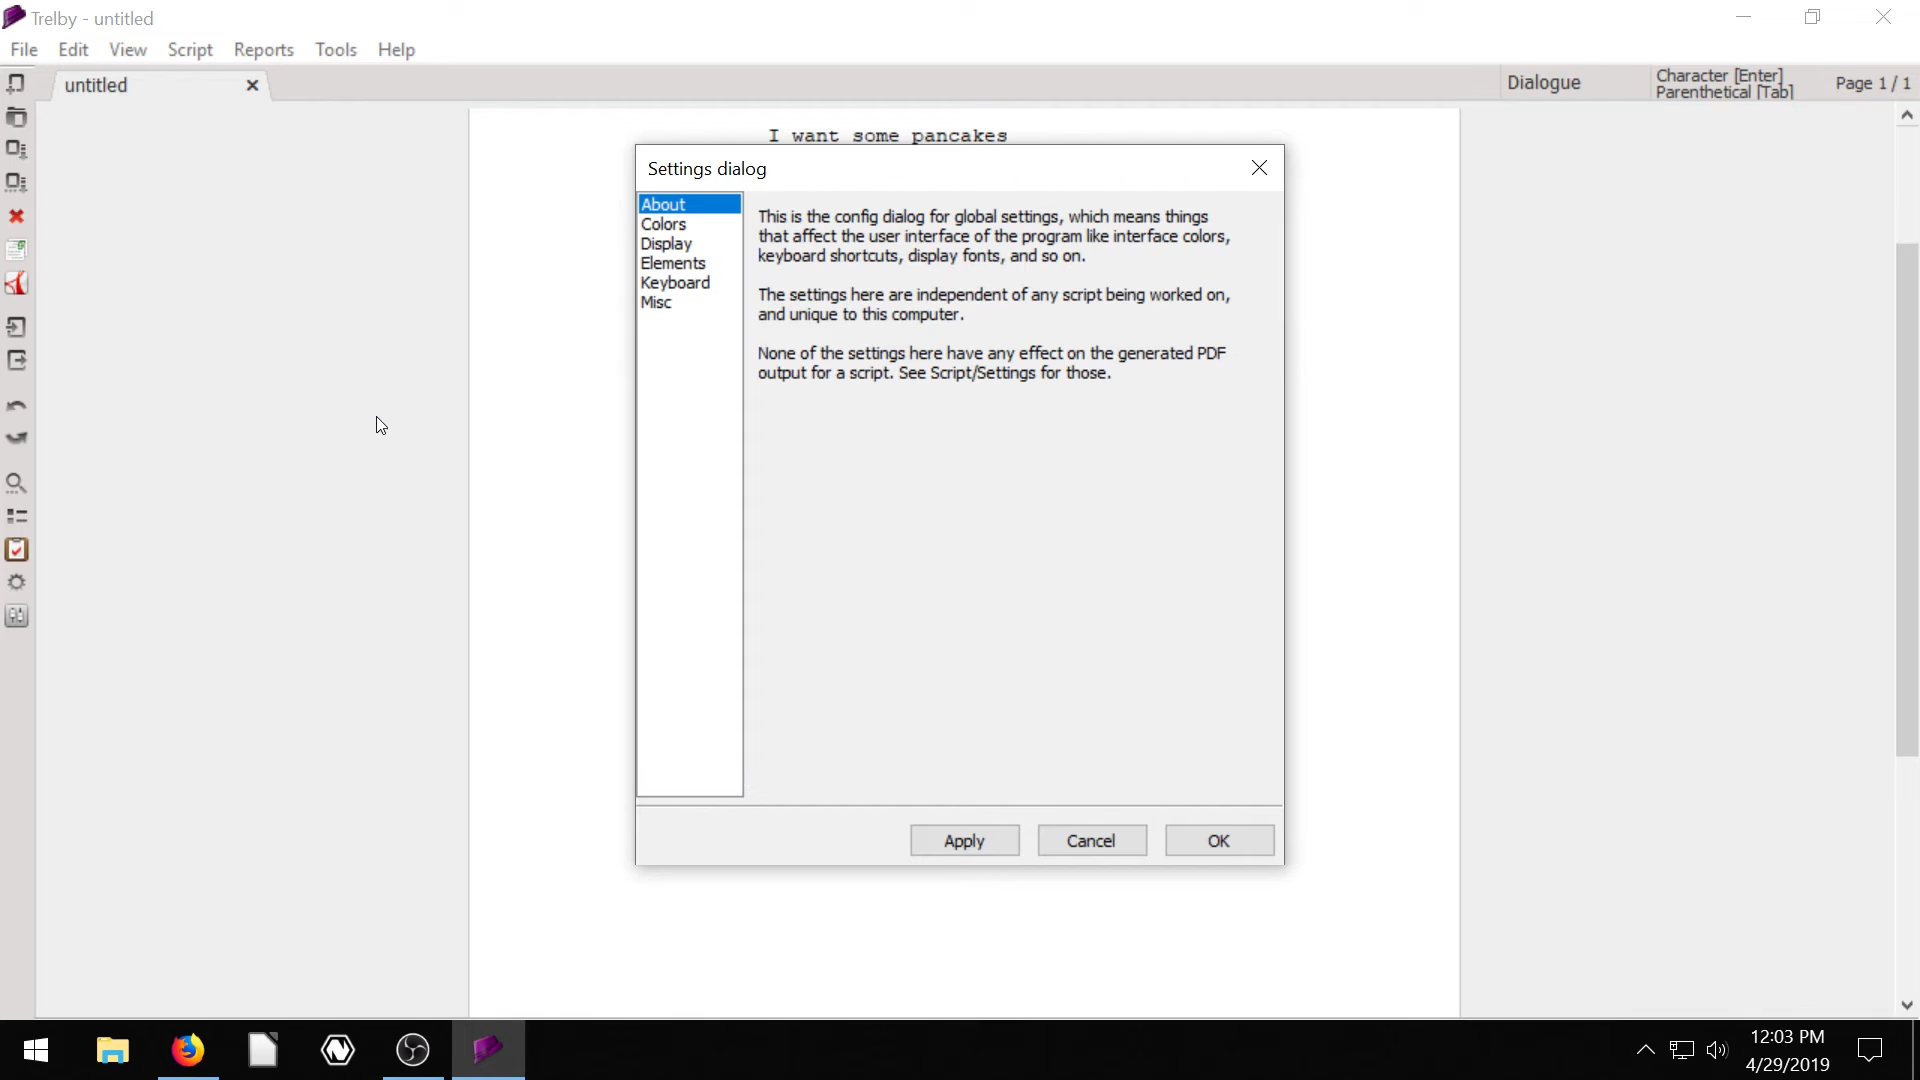 Trelby - untitled
File Edit View Script Reports Tools Help
untitled
Dialogue
Character [Enter]
Parenthetical [Tab]
Page 1 / 1
I want some pancakes
Settings dialog
About
Colors
Display
Elements
Keyboard
Misc
This is the config dialog for global settings, which means things
that affect the user interface of the program like interface colors,
keyboard shortcuts, display fonts, and so on.
The settings here are independent of any script being worked on,
and unique to this computer.
None of the settings here have any effect on the generated PDF
output for a script. See Script/Settings for those.
Apply Cancel OK
12:03 PM
4/29/2019